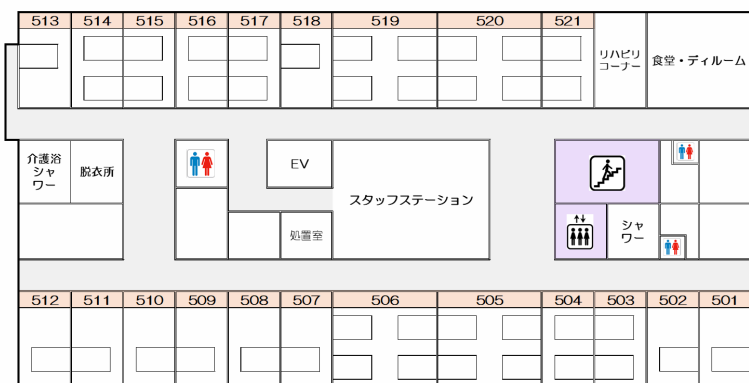 513 514 515 516 517 518 519 520 521
リハビリ
コーナー
食堂・ディルーム
介護浴
シャ
ワー
脱衣所
EV
スタッフステーション
処置室
シャ
ワー
512 511 510 509 508 507 506 505 504 503 502 501